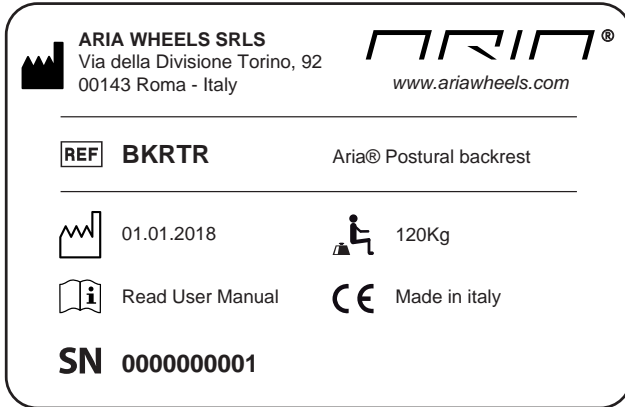 ARIA WHEELS SRLS
Via della Divisione Torino, 92
00143 Roma - Italy
ARIA®
www.ariawheels.com
REF BKRTR Aria® Postural backrest
01.01.2018 120Kg
i Read User Manual CE Made in italy
SN 0000000001